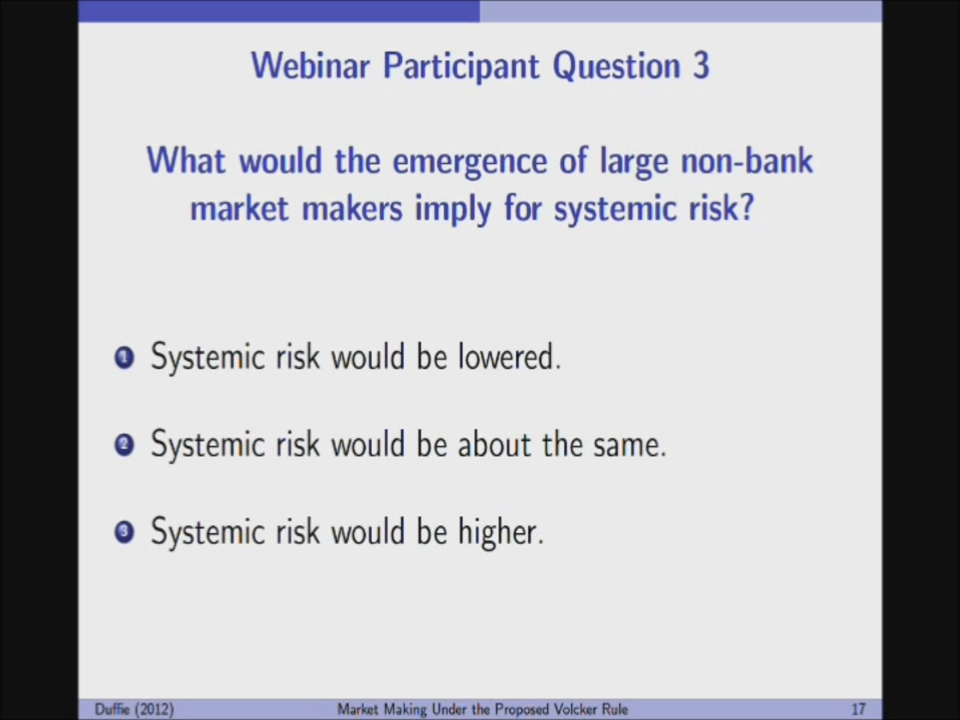 Webinar Participant Question 3
What would the emergence of large non-bank
market makers imply for systemic risk?
1 Systemic risk would be lowered.
2 Systemic risk would be about the same.
3 Systemic risk would be higher.
Duffie (2012) Market Making Under the Proposed Volcker Rule 17